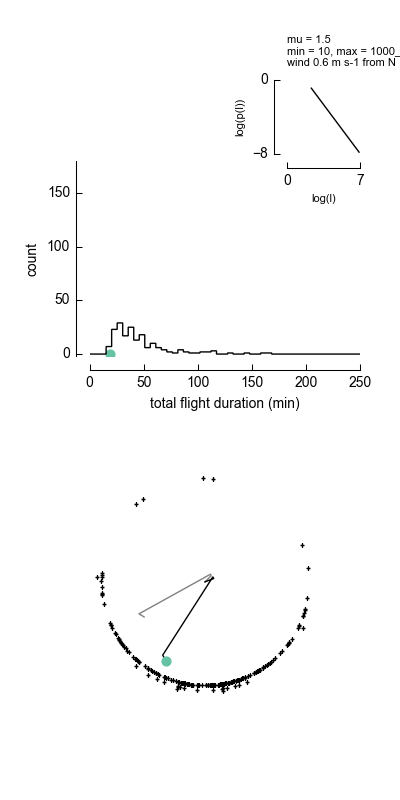 mu = 1.5
min = 10, max = 1000_
wind 0.6 m s-1 from N
0
log(p(l))
−8
0
7
log(l)
150
100
50
0
count
0
50
100
150
200
250
total flight duration (min)